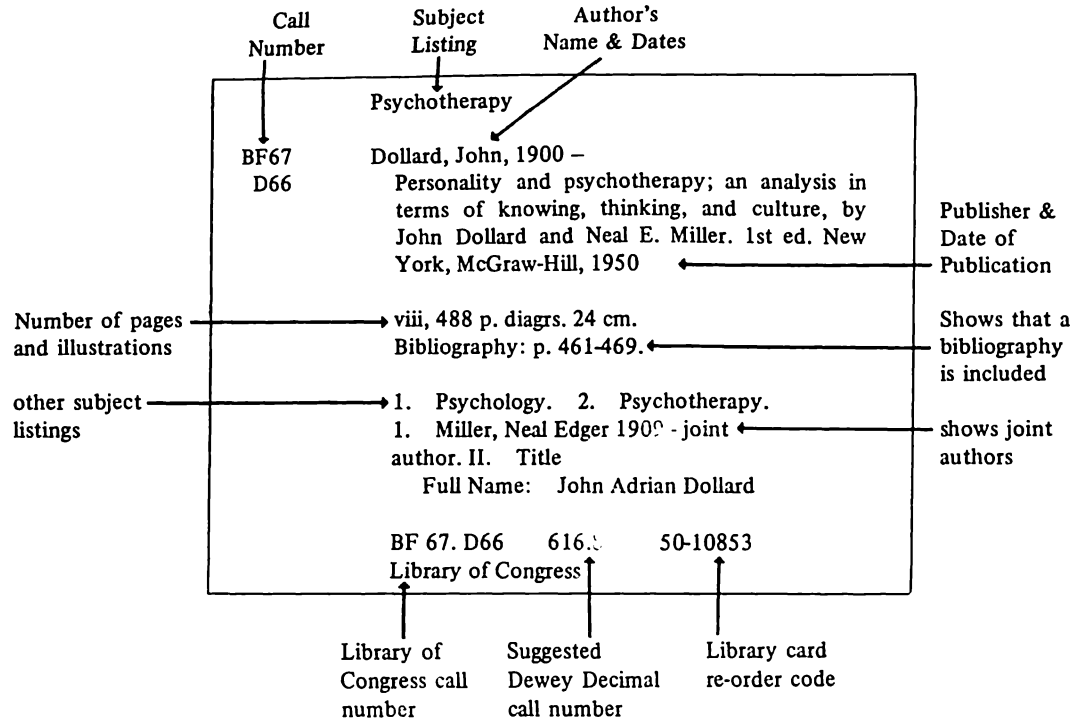 Call
Number
Subject
Listing
Author's
Name & Dates
Psychotherapy
BF67
D66
Dollard, John, 1900 –
Personality and psychotherapy; an analysis in
terms of knowing, thinking, and culture, by
John Dollard and Neal E. Miller. 1st ed. New
York, McGraw-Hill, 1950
Publisher &
Date of
Publication
Number of pages
and illustrations
viii, 488 p. diagrs. 24 cm.
Bibliography: p. 461-469.
Shows that a
bibliography
is included
other subject
listings
1. Psychology. 2. Psychotherapy.
1. Miller, Neal Edger - joint
author. II. Title
Full Name: John Adrian Dollard
shows joint
authors
BF 67. D66 50-10853
Library of Congress
Library of
Congress call
number
Suggested
Dewey Decimal
call number
Library card
re-order code